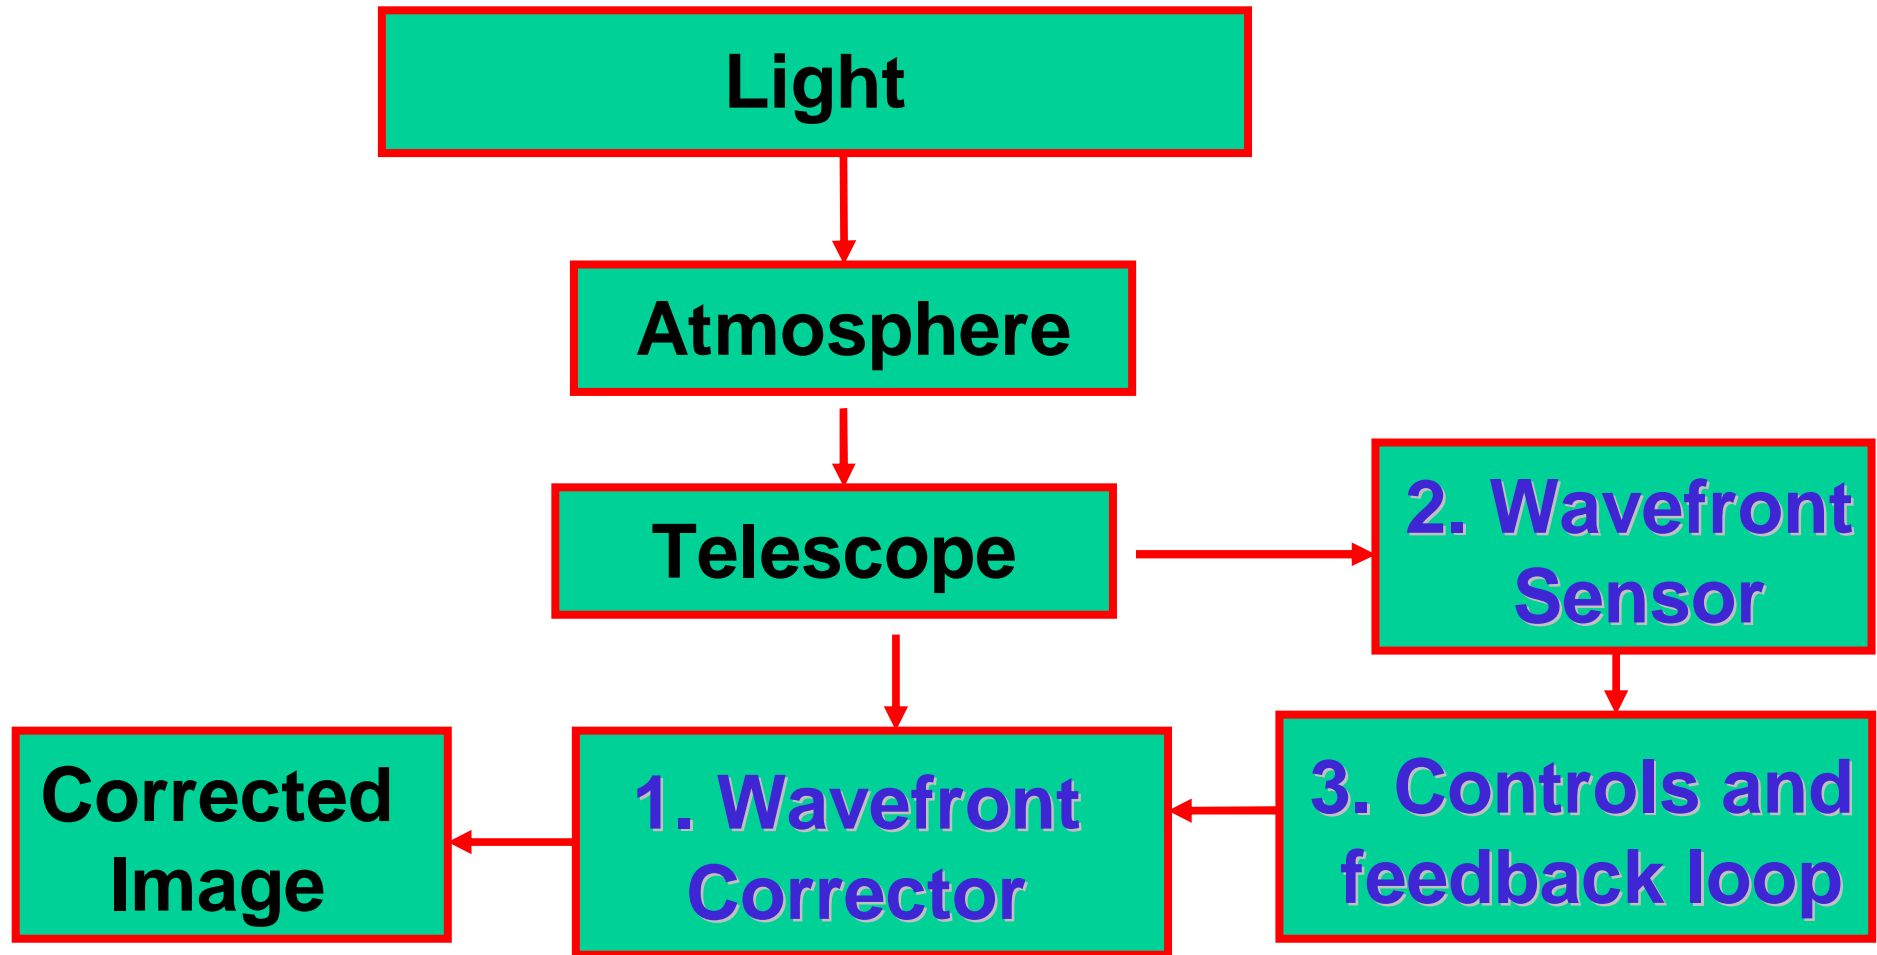 Light
Atmosphere
Telescope
2. Wavefront
Sensor
Corrected
Image
1. Wavefront
Corrector
3. Controls and
feedback loop